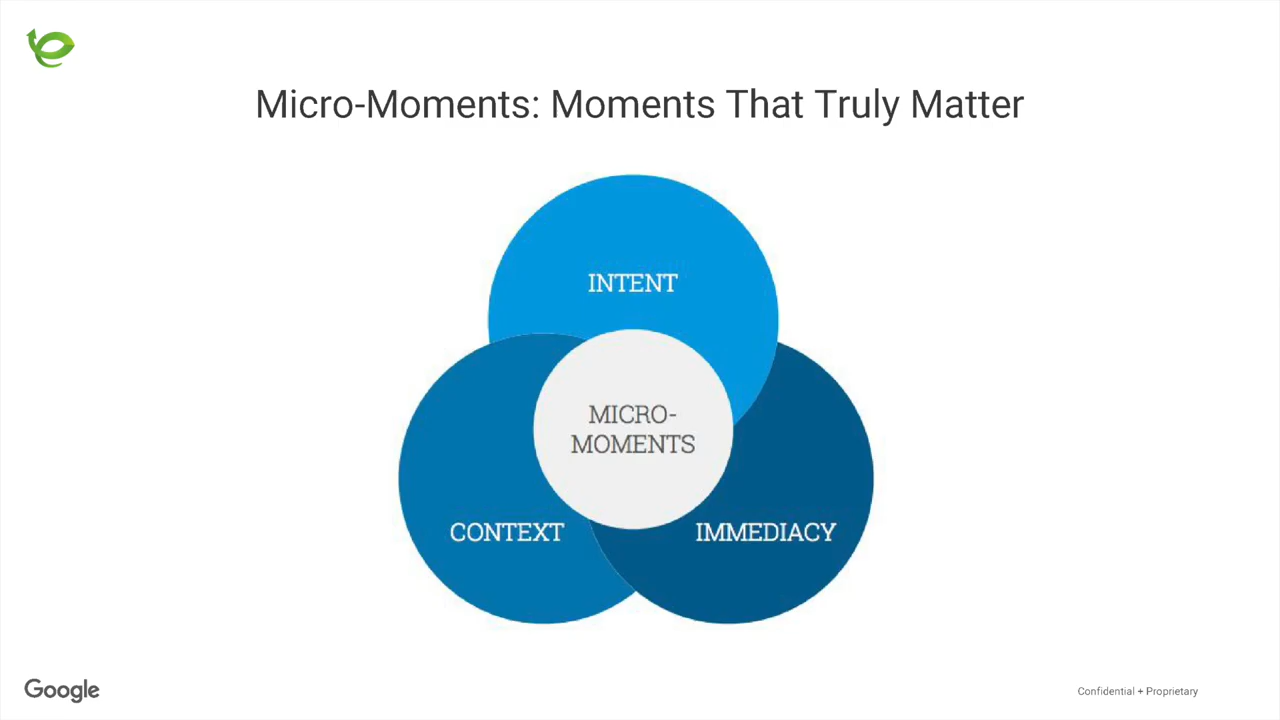 Micro-Moments: Moments That Truly Matter
INTENT
MICRO-
MOMENTS
CONTEXT
IMMEDIACY
Google
Confidential + Proprietary